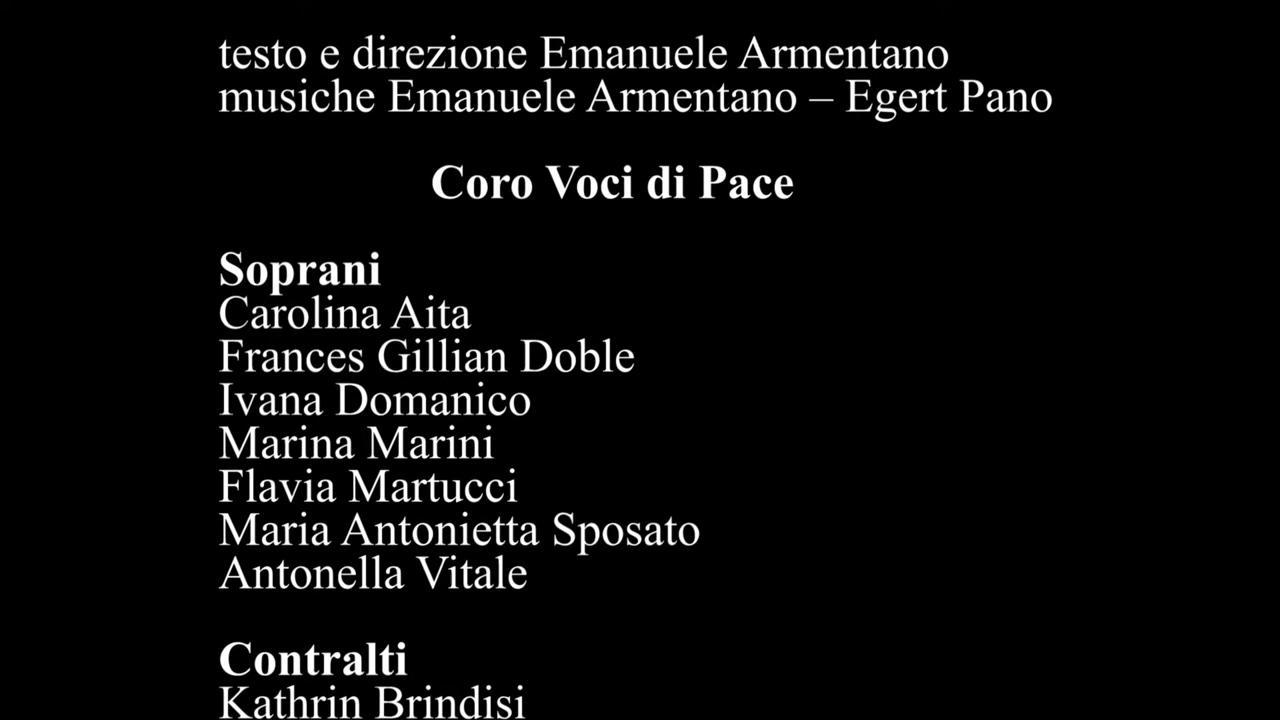 testo e direzione Emanuele Armentano
musiche Emanuele Armentano – Egert Pano
Coro Voci di Pace
Soprani
Carolina Aita
Frances Gillian Doble
Ivana Domanico
Marina Marini
Flavia Martucci
Maria Antonietta Sposato
Antonella Vitale
Contralti
Kathrin Brindisi